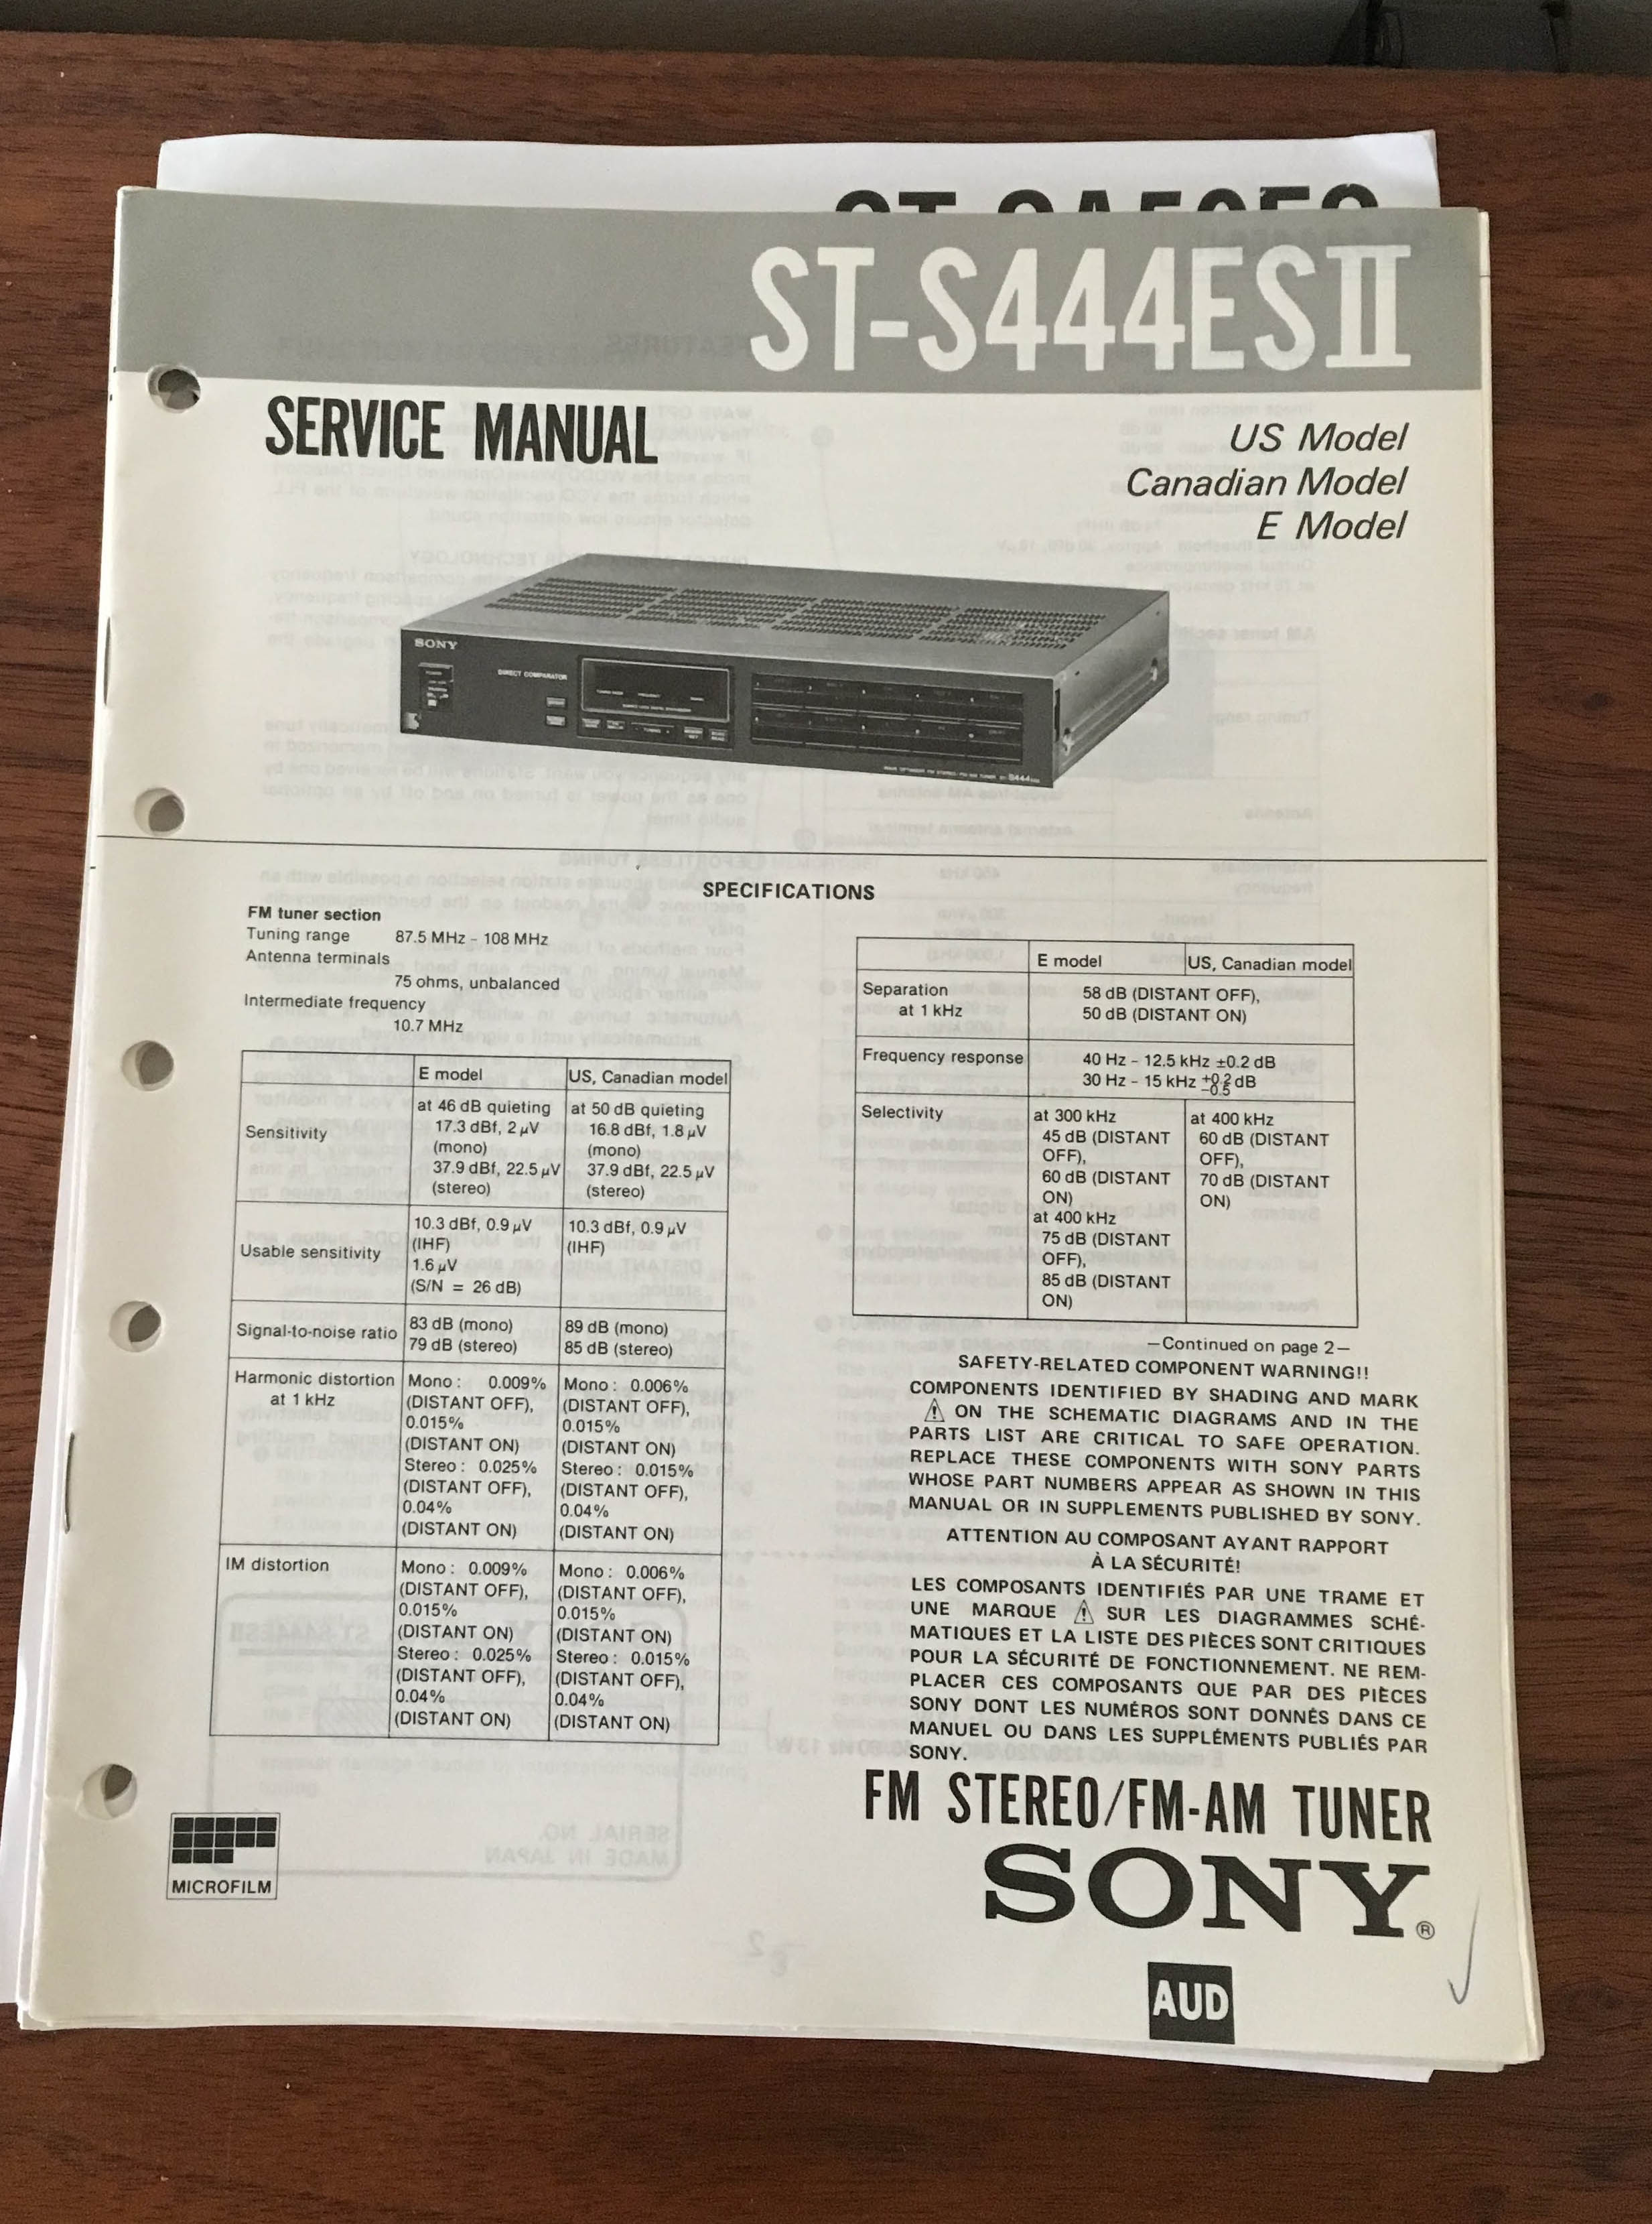 ST-S444ESII
SERVICE MANUAL
US Model
Canadian Model
E Model
SONY
DIRECT COMPARATOR
SPECIFICATIONS
FM tuner section
Tuning range 87.5 MHz – 108 MHz
Antenna terminals
75 ohms, unbalanced
Intermediate frequency
10.7 MHz
E model US, Canadian model
Sensitivity
at 46 dB quieting
17.3 dBf, 2 µV
(mono)
37.9 dBf, 22.5 µV
(stereo)
at 50 dB quieting
16.8 dBf, 1.8 µV
(mono)
37.9 dBf, 22.5 µV
(stereo)
Usable sensitivity
10.3 dBf, 0.9 µV
(IHF)
1.6 µV
(S/N = 26 dB)
10.3 dBf, 0.9 µV
(IHF)
Signal-to-noise ratio
83 dB (mono)
79 dB (stereo)
89 dB (mono)
85 dB (stereo)
Harmonic distortion
at 1 kHz
Mono : 0.009%
(DISTANT OFF),
0.015%
(DISTANT ON)
Stereo : 0.025%
(DISTANT OFF),
0.04%
(DISTANT ON)
Mono : 0.006%
(DISTANT OFF),
0.015%
(DISTANT ON)
Stereo : 0.015%
(DISTANT OFF),
0.04%
(DISTANT ON)
IM distortion
Mono : 0.009%
(DISTANT OFF),
0.015%
(DISTANT ON)
Stereo : 0.025%
(DISTANT OFF),
0.04%
(DISTANT ON)
Mono : 0.006%
(DISTANT OFF),
0.015%
(DISTANT ON)
Stereo : 0.015%
(DISTANT OFF),
0.04%
(DISTANT ON)
E model US, Canadian model
Separation
at 1 kHz
58 dB (DISTANT OFF),
50 dB (DISTANT ON)
Frequency response
40 Hz – 12.5 kHz ±0.2 dB
30 Hz – 15 kHz +0.2 −0.5 dB
Selectivity
at 300 kHz
45 dB (DISTANT
OFF),
60 dB (DISTANT
ON)
at 400 kHz
75 dB (DISTANT
OFF),
85 dB (DISTANT
ON)
at 400 kHz
60 dB (DISTANT
OFF),
70 dB (DISTANT
ON)
—Continued on page 2—
SAFETY-RELATED COMPONENT WARNING!!
COMPONENTS IDENTIFIED BY SHADING AND MARK
⚠ ON THE SCHEMATIC DIAGRAMS AND IN THE
PARTS LIST ARE CRITICAL TO SAFE OPERATION.
REPLACE THESE COMPONENTS WITH SONY PARTS
WHOSE PART NUMBERS APPEAR AS SHOWN IN THIS
MANUAL OR IN SUPPLEMENTS PUBLISHED BY SONY.
ATTENTION AU COMPOSANT AYANT RAPPORT
À LA SÉCURITÉ!
LES COMPOSANTS IDENTIFIÉS PAR UNE TRAME ET
UNE MARQUE ⚠ SUR LES DIAGRAMMES SCHÉ-
MATIQUES ET LA LISTE DES PIÈCES SONT CRITIQUES
POUR LA SÉCURITÉ DE FONCTIONNEMENT. NE REM-
PLACER CES COMPOSANTS QUE PAR DES PIÈCES
SONY DONT LES NUMÉROS SONT DONNÉS DANS CE
MANUEL OU DANS LES SUPPLÉMENTS PUBLIÉS PAR
SONY.
FM STEREO/FM-AM TUNER
SONY®
AUD
MICROFILM